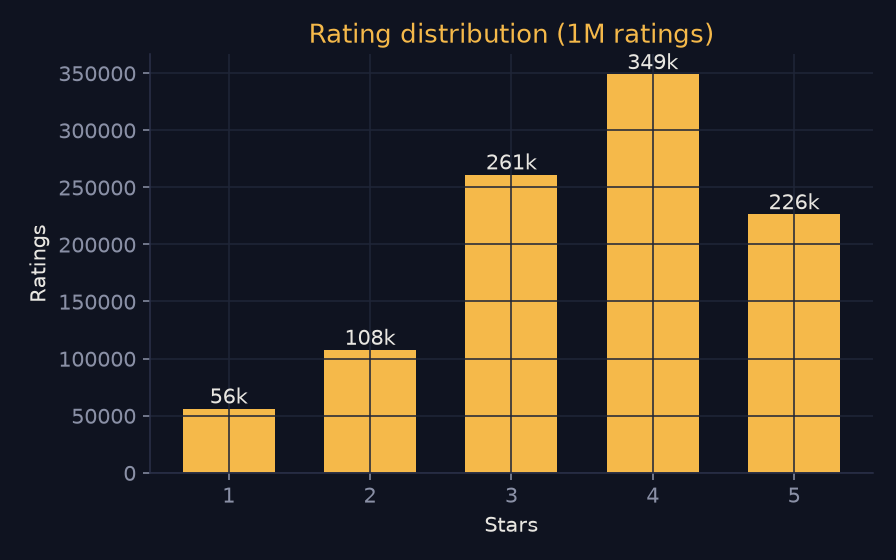 Rating distribution (1M ratings)
350000
300000
250000
200000
150000
100000
50000
0
Ratings
349k
261k
226k
108k
56k
1 2 3 4 5
Stars